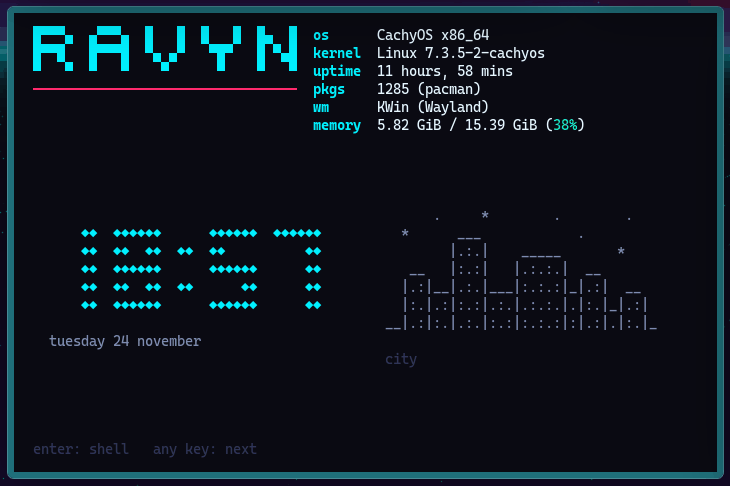 RAVYN
os CachyOS x86_64
kernel Linux 7.3.5-2-cachyos
uptime 11 hours, 58 mins
pkgs 1285 (pacman)
wm KWin (Wayland)
memory 5.82 GiB / 15.39 GiB (38%)
18:57
tuesday 24 november
city
enter: shell any key: next